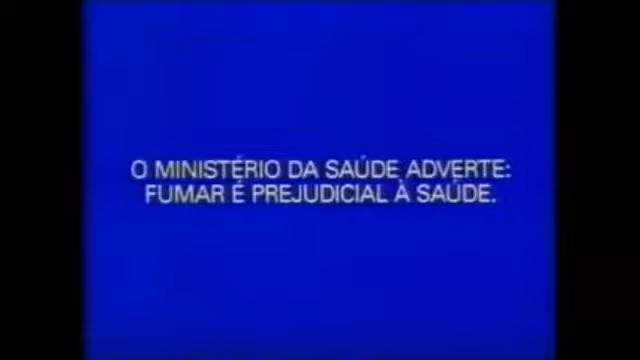 O MINISTÉRIO DA SAÚDE ADVERTE:
FUMAR É PREJUDICIAL À SAÚDE.